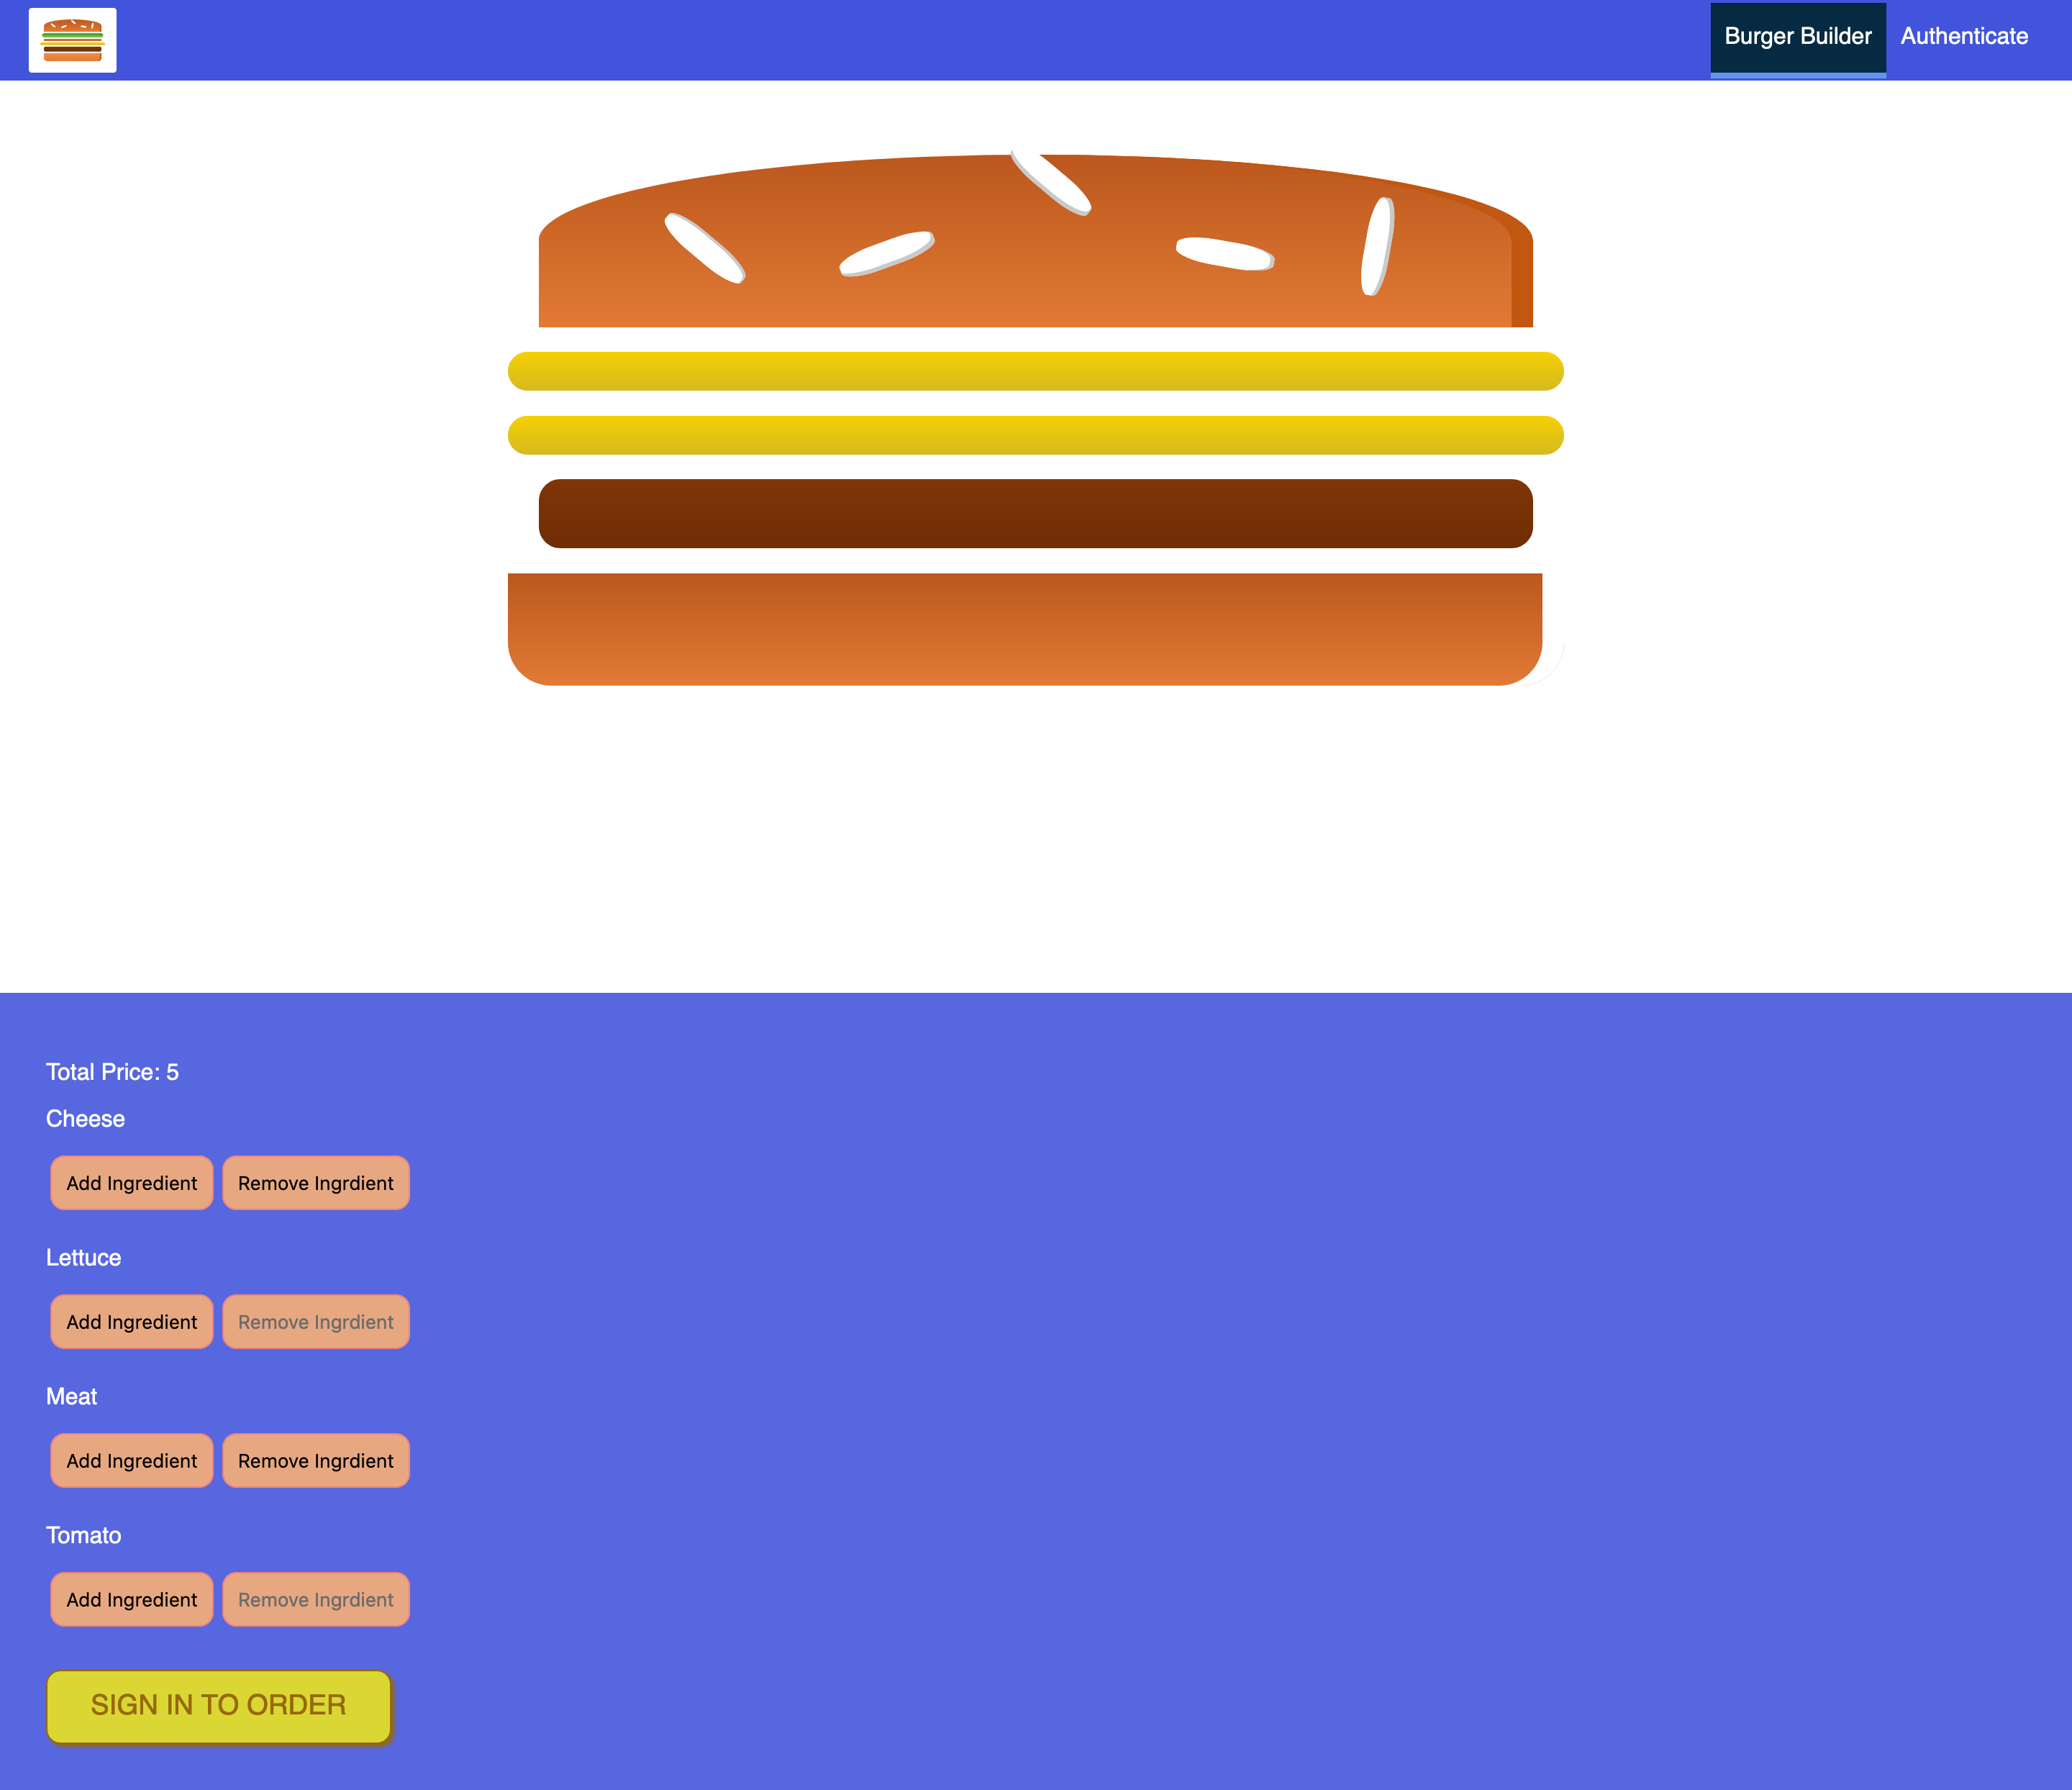 Burger Builder Authenticate
Total Price: 5
Cheese
Add Ingredient Remove Ingrdient
Lettuce
Add Ingredient Remove Ingrdient
Meat
Add Ingredient Remove Ingrdient
Tomato
Add Ingredient Remove Ingrdient
SIGN IN TO ORDER